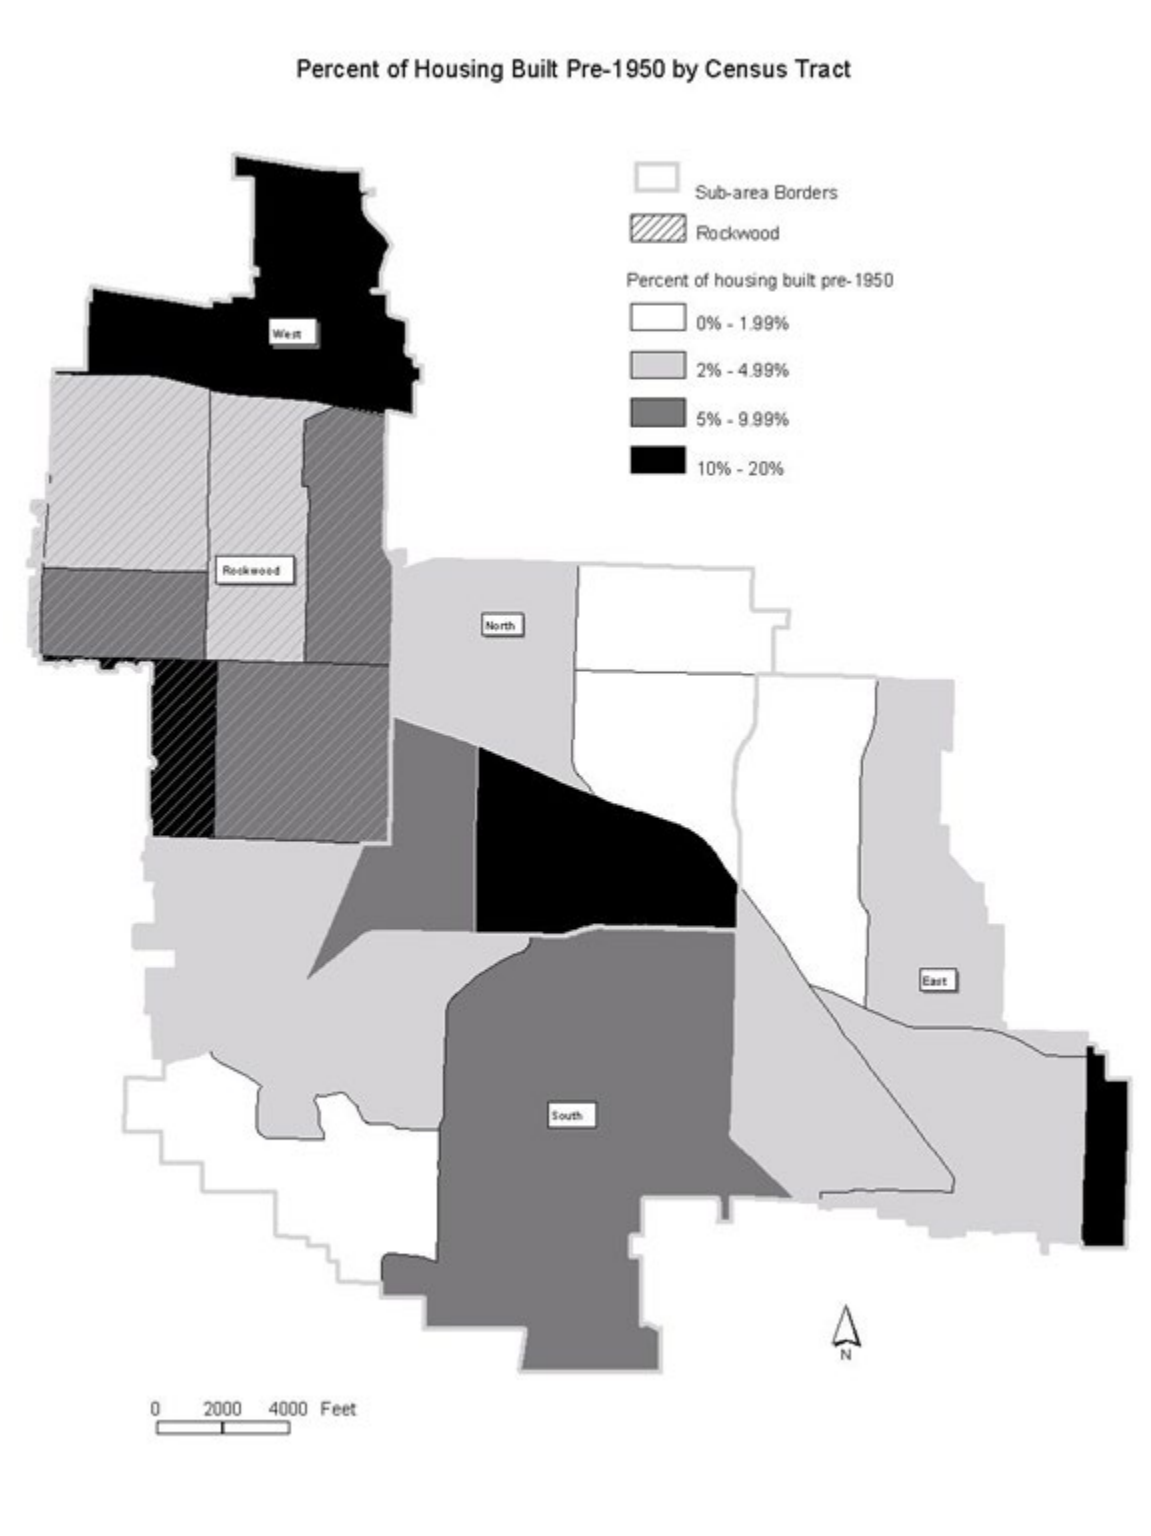 Percent of Housing Built Pre-1950 by Census Tract
Sub-area Borders
Rockwood
Percent of housing built pre-1950
0% - 1.99%
2% - 4.99%
5% - 9.99%
10% - 20%
West
Rockwood
North
East
South
N
0 2000 4000 Feet